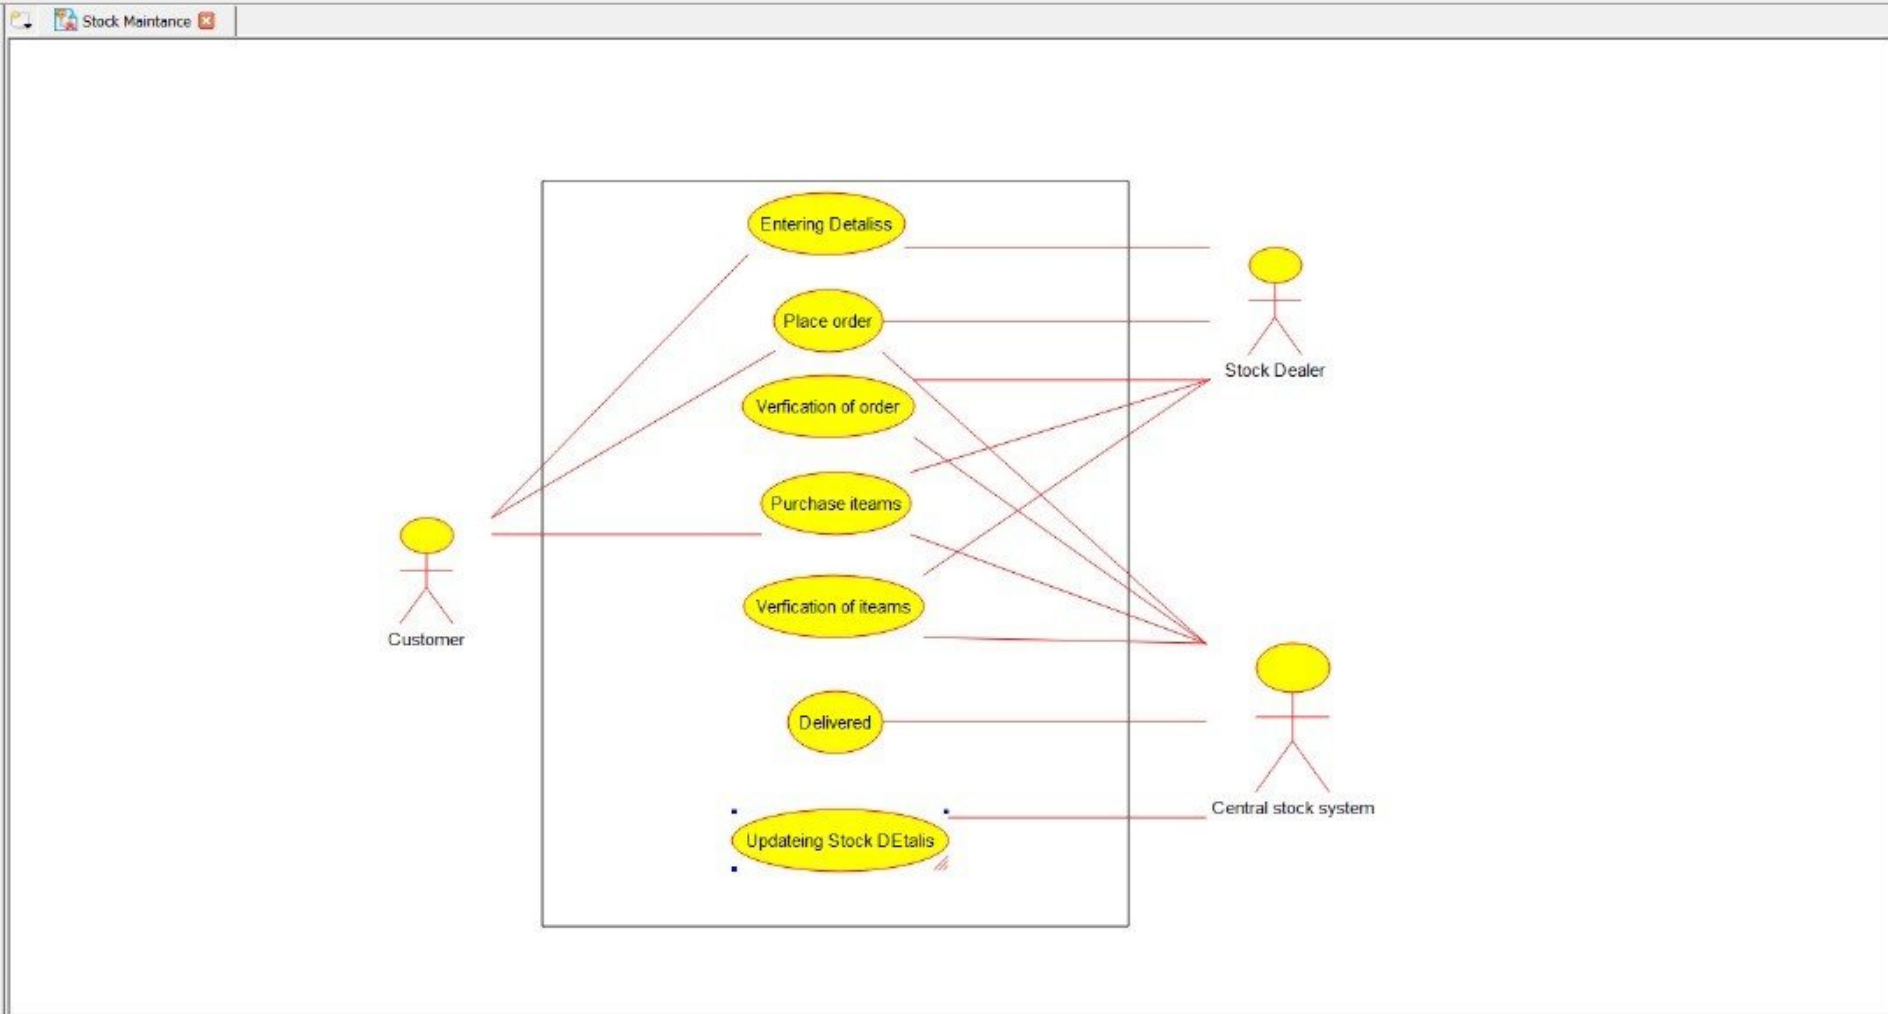 Stock Maintance
Entering Detaliss
Place order
Stock Dealer
Verfication of order
Purchase iteams
Verfication of iteams
Customer
Delivered
Central stock system
Updateing Stock DEtalis